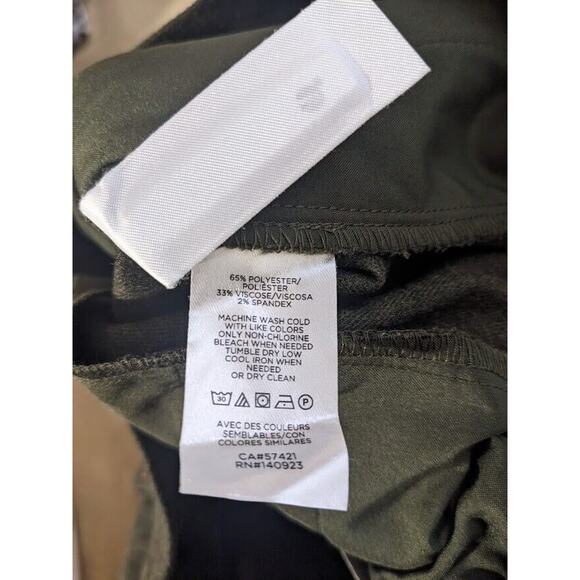 65% POLYESTER/
POLIÉSTER
33% VISCOSE/VISCOSA
2% SPANDEX
MACHINE WASH COLD
WITH LIKE COLORS
ONLY NON-CHLORINE
BLEACH WHEN NEEDED
TUMBLE DRY LOW
COOL IRON WHEN
NEEDED
OR DRY CLEAN
30 P
AVEC DES COULEURS
SEMBLABLES/CON
COLORES SIMILARES
CA#57421
RN#140923